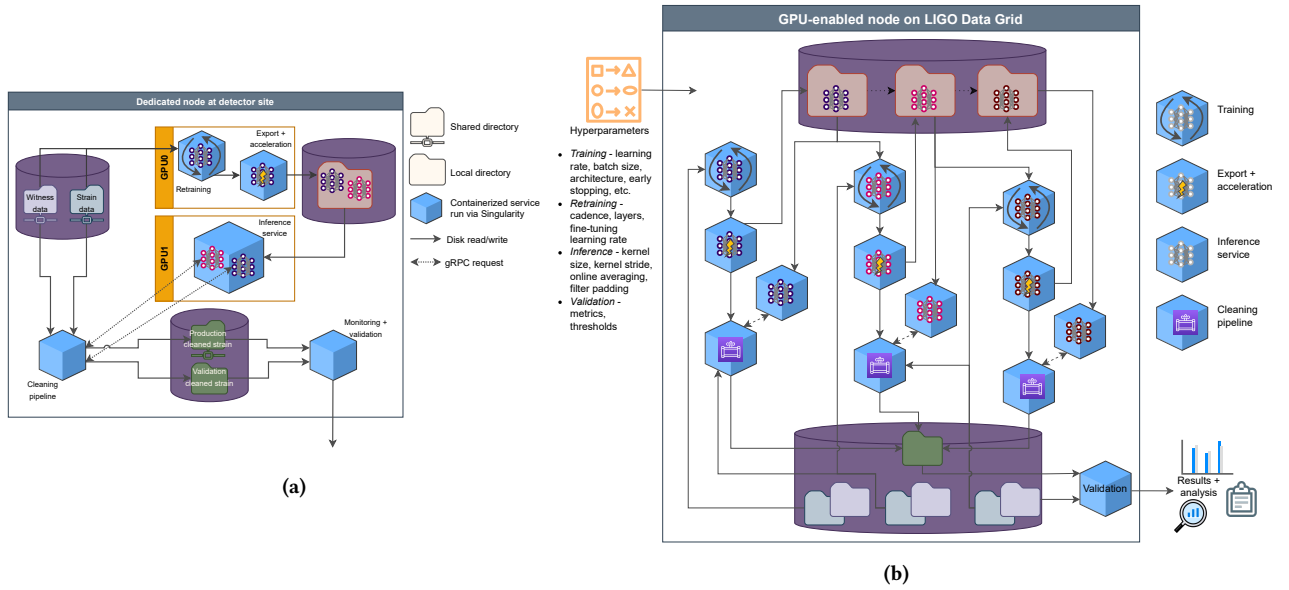 Dedicated node at detector site
GPU0
Export +
acceleration
Retraining
Witness
data
Strain
data
GPU1
Inference
service
Production
cleaned strain
Validation
cleaned strain
Monitoring +
validation
Cleaning
pipeline
Shared directory
Local directory
Containerized service
run via Singularity
Disk read/write
gRPC request
(a)
GPU-enabled node on LIGO Data Grid
Hyperparameters
• Training - learning
rate, batch size,
architecture, early
stopping, etc.
• Retraining -
cadence, layers,
fine-tuning
learning rate
• Inference - kernel
size, kernel stride,
online averaging,
filter padding
• Validation -
metrics,
thresholds
Training
Export +
acceleration
Inference
service
Cleaning
pipeline
Validation
Results +
analysis
(b)